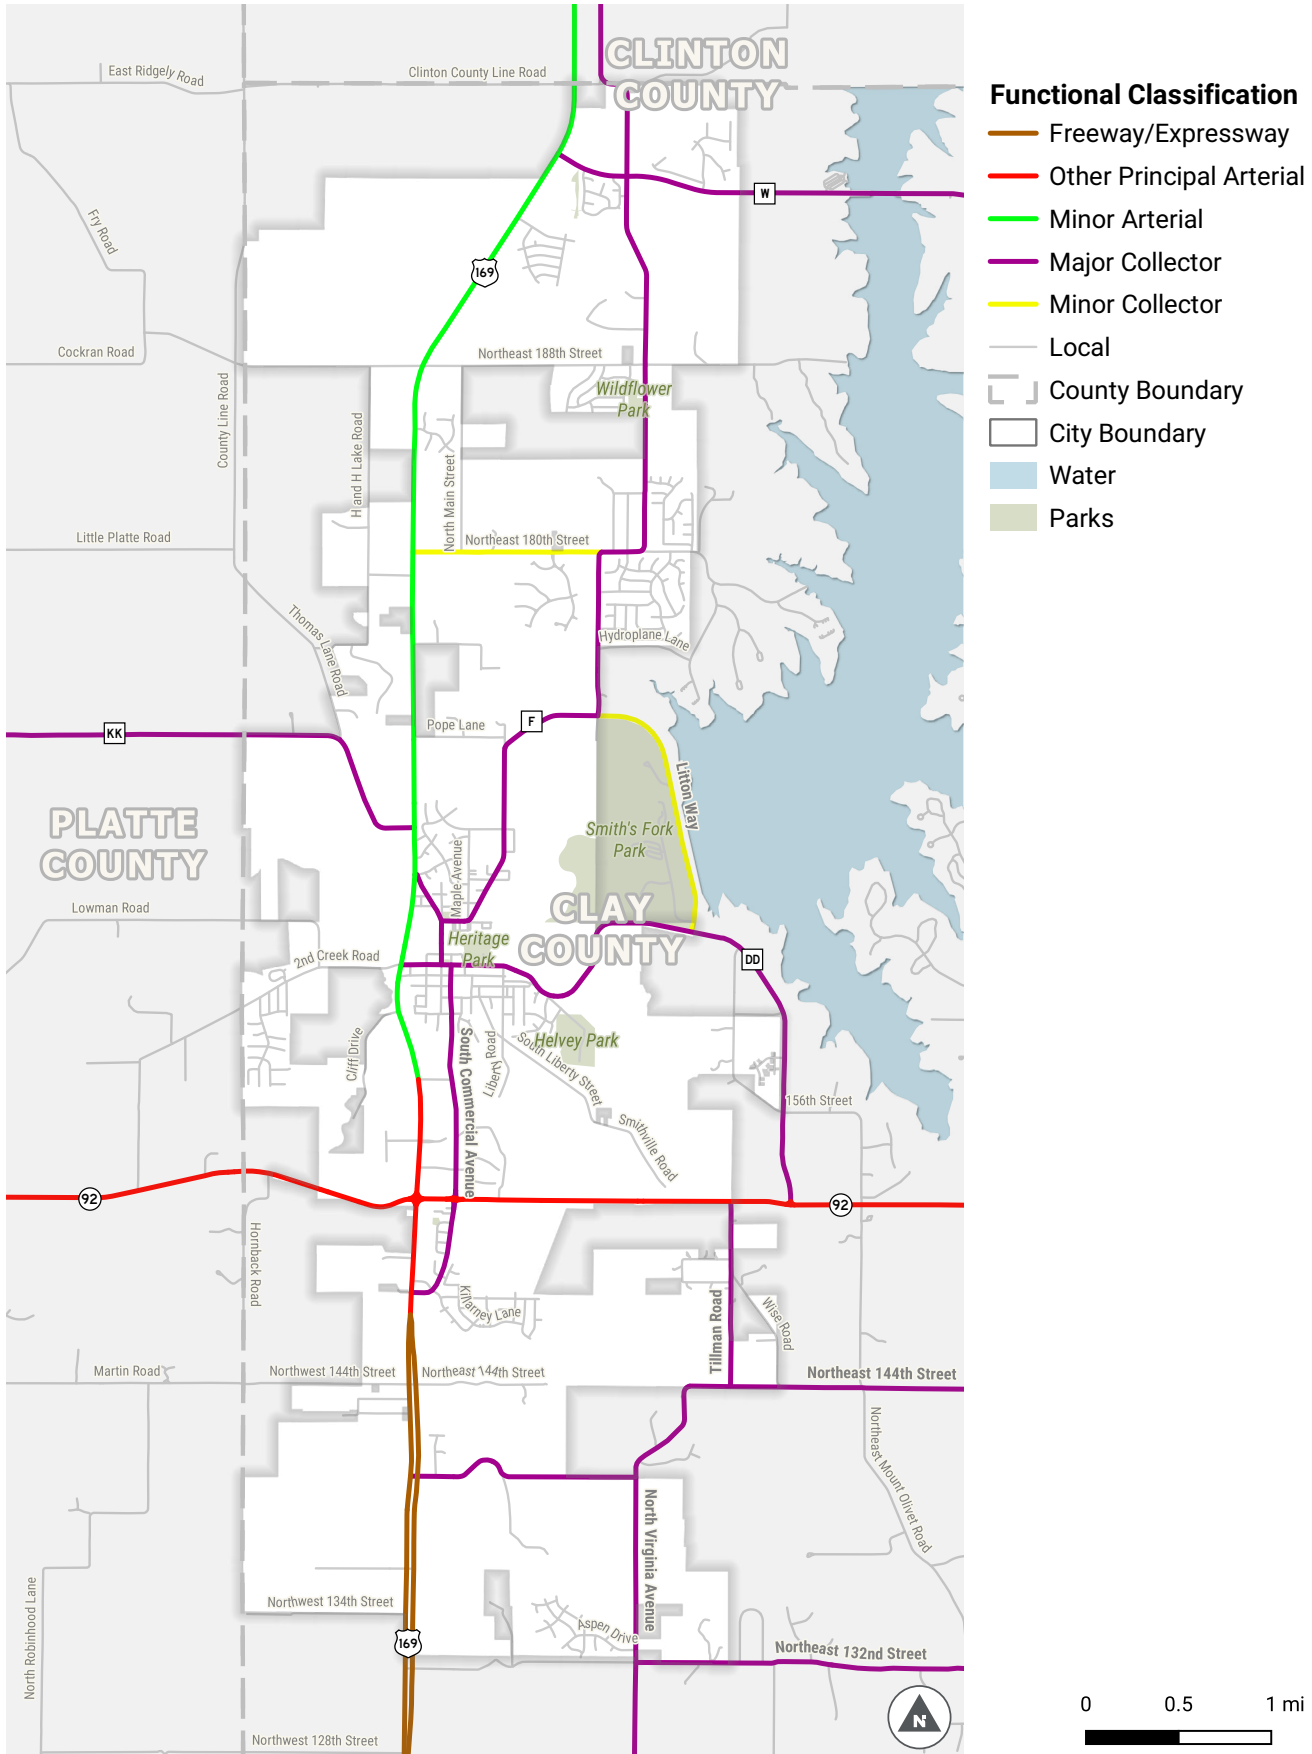 CLINTON
COUNTY
East Ridgely Road
Clinton County Line Road
Functional Classification
Freeway/Expressway
Other Principal Arterial
Minor Arterial
Major Collector
Minor Collector
Local
County Boundary
City Boundary
Water
Parks
W
Fry Road
169
Cockran Road
Northeast 188th Street
County Line Road
Wildflower
Park
H and H Lake Road
North Main Street
Little Platte Road
Northeast 180th Street
Thomas Lane Road
Hydroplane Lane
KK
Pope Lane
F
Litton Way
PLATTE
COUNTY
Smith's Fork
Park
Maple Avenue
Lowman Road
CLAY
COUNTY
Heritage
Park
2nd Creek Road
DD
Cliff Drive
South Commercial Avenue
Liberty Road
South Liberty Street
Helvey Park
156th Street
Smithville Road
92
92
Hornback Road
Killarney Lane
Tillman Road
Wise Road
Martin Road
Northwest 144th Street
Northeast 144th Street
Northeast 144th Street
Northeast Mount Olivet Road
North Virginia Avenue
North Robinhood Lane
Northwest 134th Street
Aspen Drive
169
Northeast 132nd Street
N
Northwest 128th Street
0 0.5 1 mi